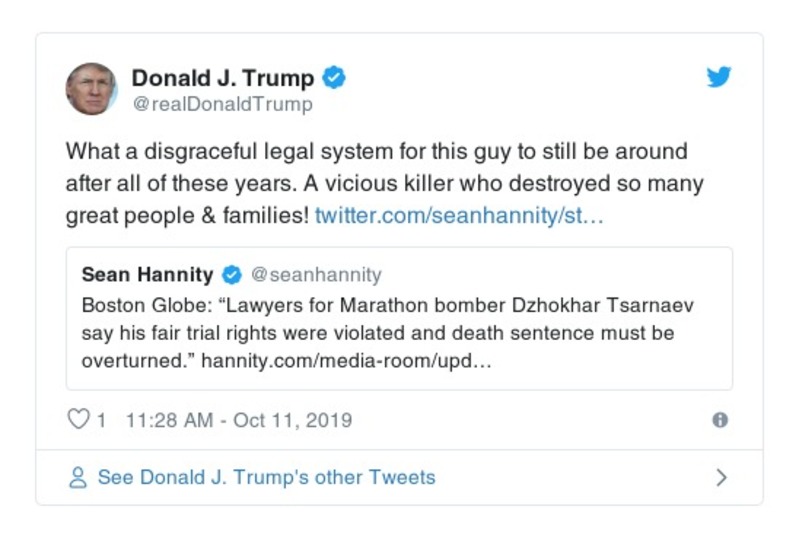 Donald J. Trump
@realDonaldTrump
What a disgraceful legal system for this guy to still be around
after all of these years. A vicious killer who destroyed so many
great people & families! twitter.com/seanhannity/st…
Sean Hannity @seanhannity
Boston Globe: “Lawyers for Marathon bomber Dzhokhar Tsarnaev
say his fair trial rights were violated and death sentence must be
overturned.” hannity.com/media-room/upd…
1 11:28 AM - Oct 11, 2019
See Donald J. Trump's other Tweets